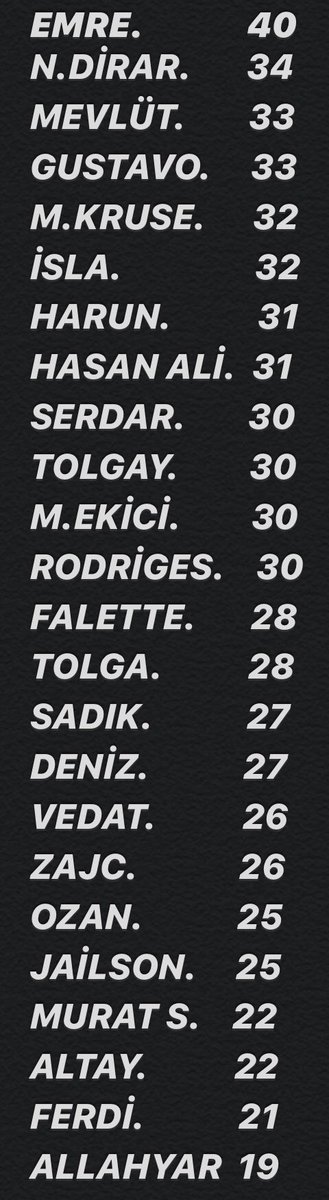 EMRE. 40
N.DİRAR. 34
MEVLÜT. 33
GUSTAVO. 33
M.KRUSE. 32
İSLA. 32
HARUN. 31
HASAN ALİ. 31
SERDAR. 30
TOLGAY. 30
M.EKİCİ. 30
RODRİGES. 30
FALETTE. 28
TOLGA. 28
SADIK. 27
DENİZ. 27
VEDAT. 26
ZAJC. 26
OZAN. 25
JAİLSON. 25
MURAT S. 22
ALTAY. 22
FERDİ. 21
ALLAHYAR 19